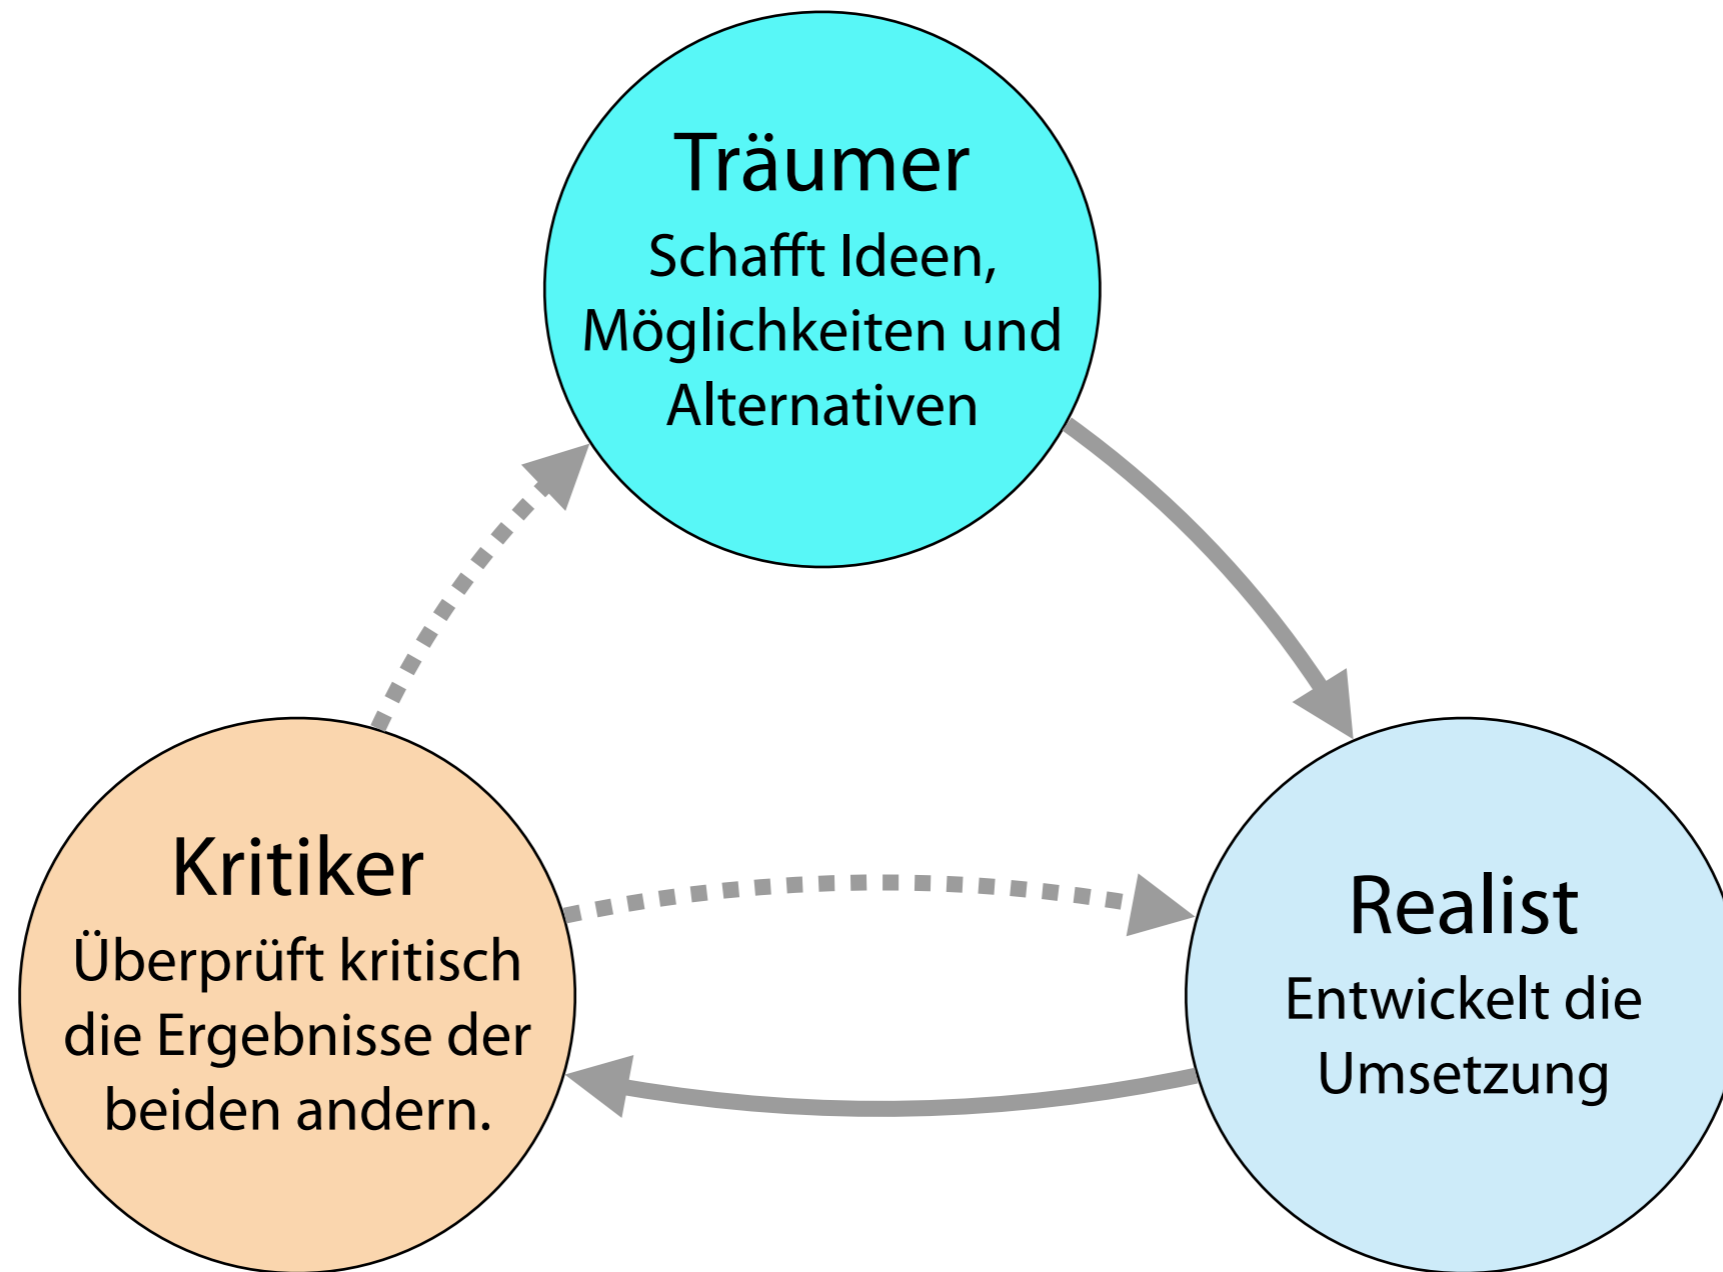 Träumer
Schafft Ideen,
Möglichkeiten und
Alternativen
Kritiker
Überprüft kritisch
die Ergebnisse der
beiden andern.
Realist
Entwickelt die
Umsetzung